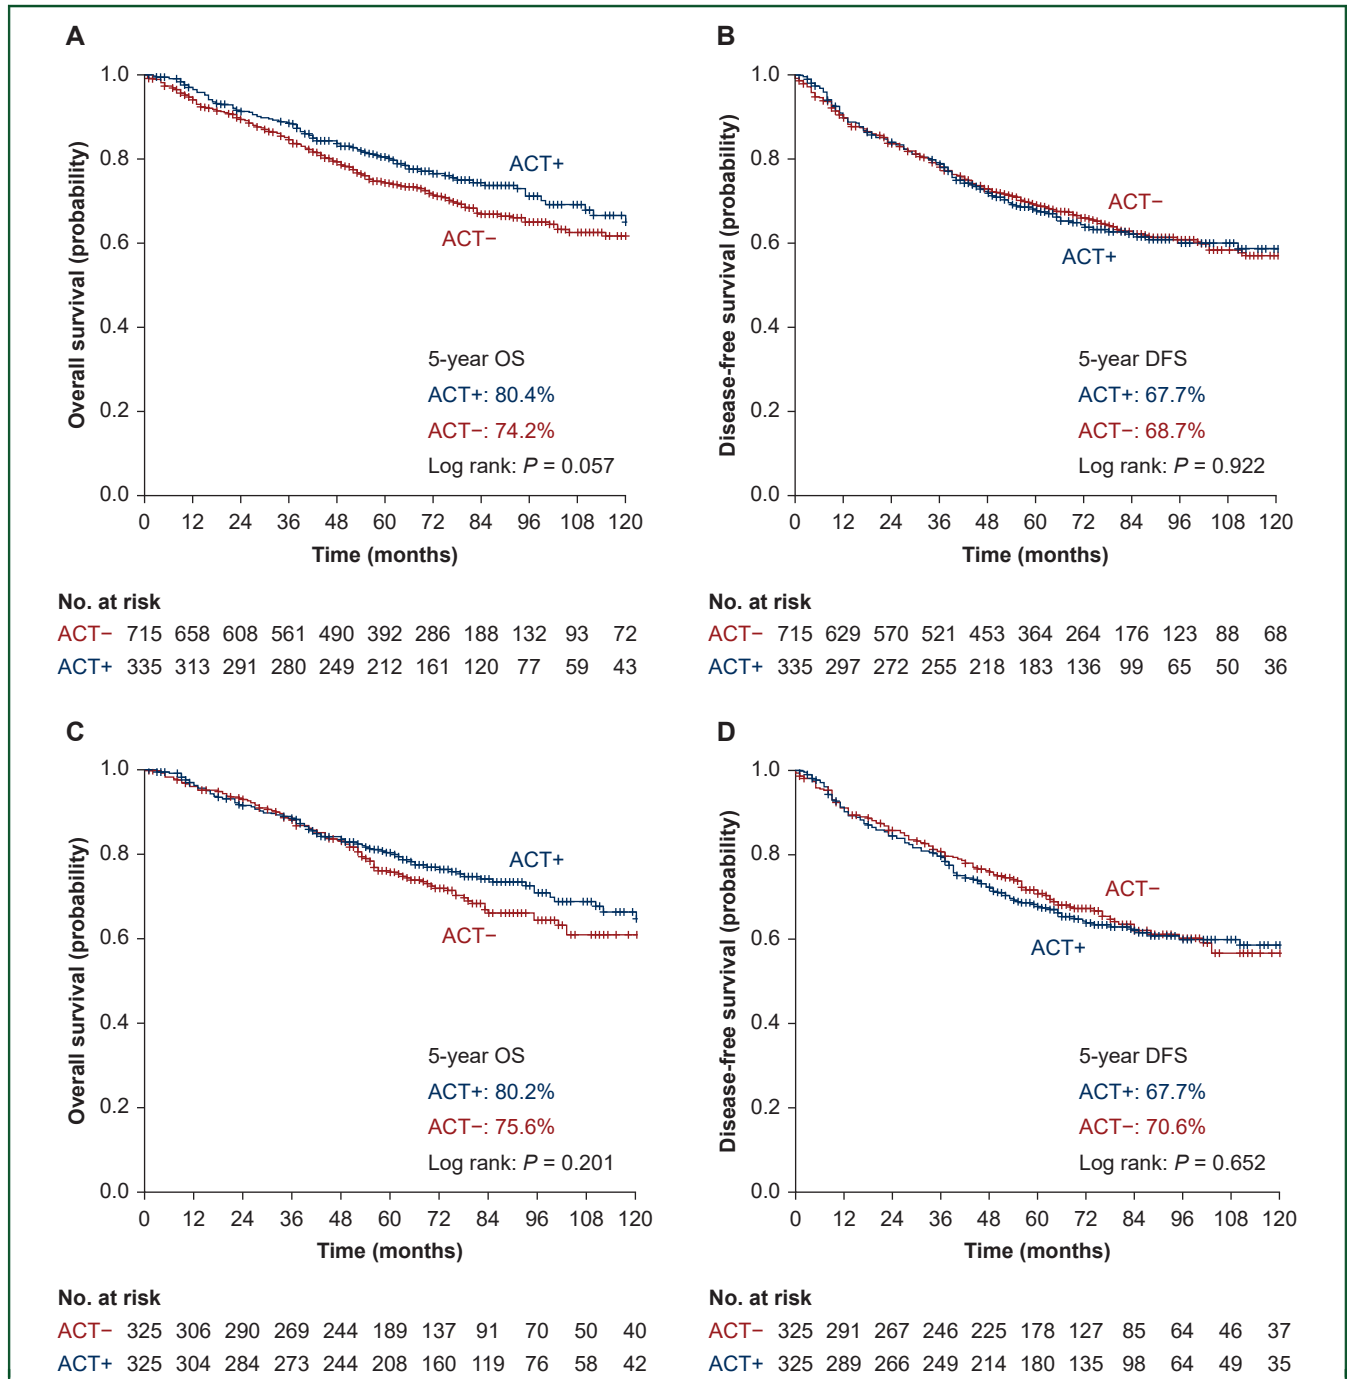 A
Overall survival (probability)
1.0
0.8
0.6
0.4
0.2
0.0
ACT+
ACT−
5-year OS
ACT+: 80.4%
ACT−: 74.2%
Log rank: P = 0.057
0 12 24 36 48 60 72 84 96 108 120
Time (months)
No. at risk
ACT− 715 658 608 561 490 392 286 188 132 93 72
ACT+ 335 313 291 280 249 212 161 120 77 59 43
B
Disease-free survival (probability)
1.0
0.8
0.6
0.4
0.2
0.0
ACT−
ACT+
5-year DFS
ACT+: 67.7%
ACT−: 68.7%
Log rank: P = 0.922
0 12 24 36 48 60 72 84 96 108 120
Time (months)
No. at risk
ACT− 715 629 570 521 453 364 264 176 123 88 68
ACT+ 335 297 272 255 218 183 136 99 65 50 36
C
Overall survival (probability)
1.0
0.8
0.6
0.4
0.2
0.0
ACT+
ACT−
5-year OS
ACT+: 80.2%
ACT−: 75.6%
Log rank: P = 0.201
0 12 24 36 48 60 72 84 96 108 120
Time (months)
No. at risk
ACT− 325 306 290 269 244 189 137 91 70 50 40
ACT+ 325 304 284 273 244 208 160 119 76 58 42
D
Disease-free survival (probability)
1.0
0.8
0.6
0.4
0.2
0.0
ACT−
ACT+
5-year DFS
ACT+: 67.7%
ACT−: 70.6%
Log rank: P = 0.652
0 12 24 36 48 60 72 84 96 108 120
Time (months)
No. at risk
ACT− 325 291 267 246 225 178 127 85 64 46 37
ACT+ 325 289 266 249 214 180 135 98 64 49 35